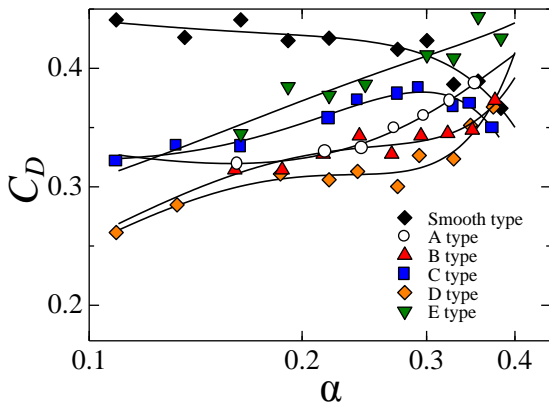 0.4
0.3
0.2
C_D
Smooth type
A type
B type
C type
D type
E type
0.1 0.2 0.3 0.4
α